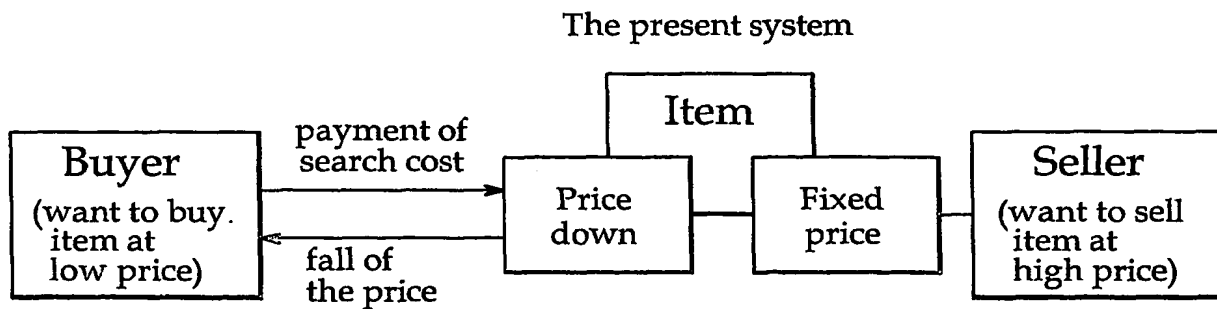 The present system
Buyer
(want to buy.
item at
low price)
payment of
search cost
fall of
the price
Item
Price
down
Fixed
price
Seller
(want to sell
item at
high price)